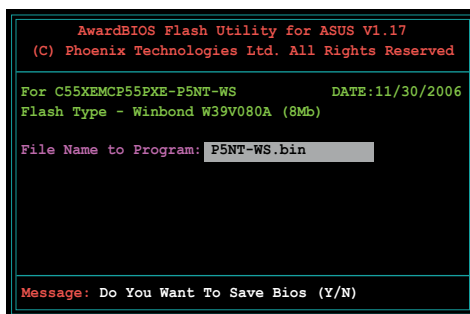 AwardBIOS Flash Utility for ASUS V1.17
(C) Phoenix Technologies Ltd. All Rights Reserved
For C55XEMCP55PXE-P5NT-WS DATE:11/30/2006
Flash Type - Winbond W39V080A (8Mb)
File Name to Program: P5NT-WS.bin
Message: Do You Want To Save Bios (Y/N)